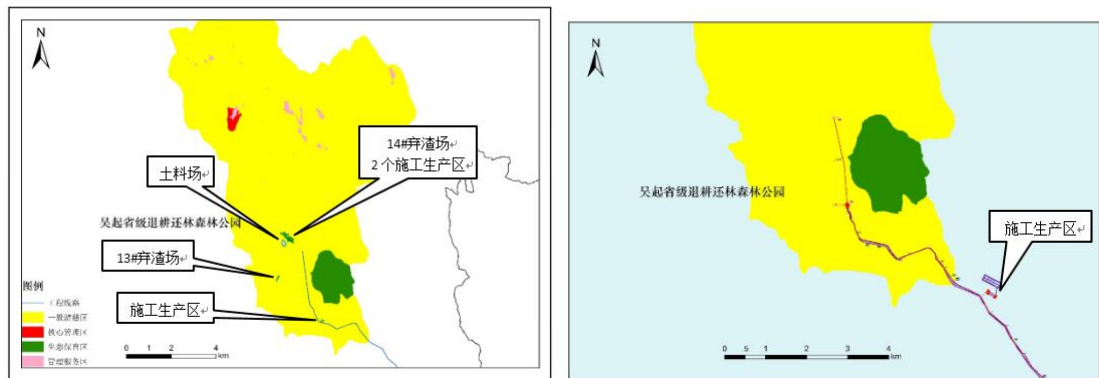 N
14#弃渣场
2 个施工生产区
土料场
吴起省级退耕还林森林公园
13#弃渣场
施工生产区
图例
工程线路
一般游憩区
核心管理区
生态保育区
管理服务区
0 1 2 4
km
N
吴起省级退耕还林森林公园
施工生产区
0 .5 1 2 3 4
km